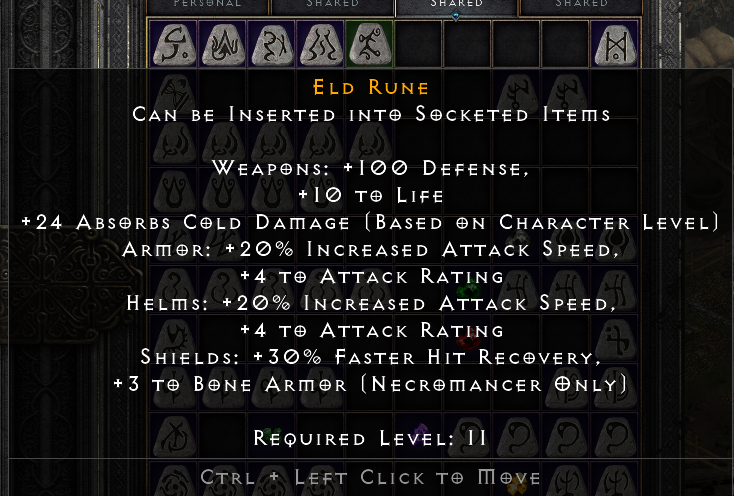 PERSONAL SHARED SHARED SHARED
Eld Rune
Can be Inserted into Socketed Items
Weapons: +100 Defense,
+10 to Life
+24 Absorbs Cold Damage (Based on Character Level)
Armor: +20% Increased Attack Speed,
+4 to Attack Rating
Helms: +20% Increased Attack Speed,
+4 to Attack Rating
Shields: +30% Faster Hit Recovery,
+3 to Bone Armor (Necromancer Only)
Required Level: 11
Ctrl + Left Click to Move